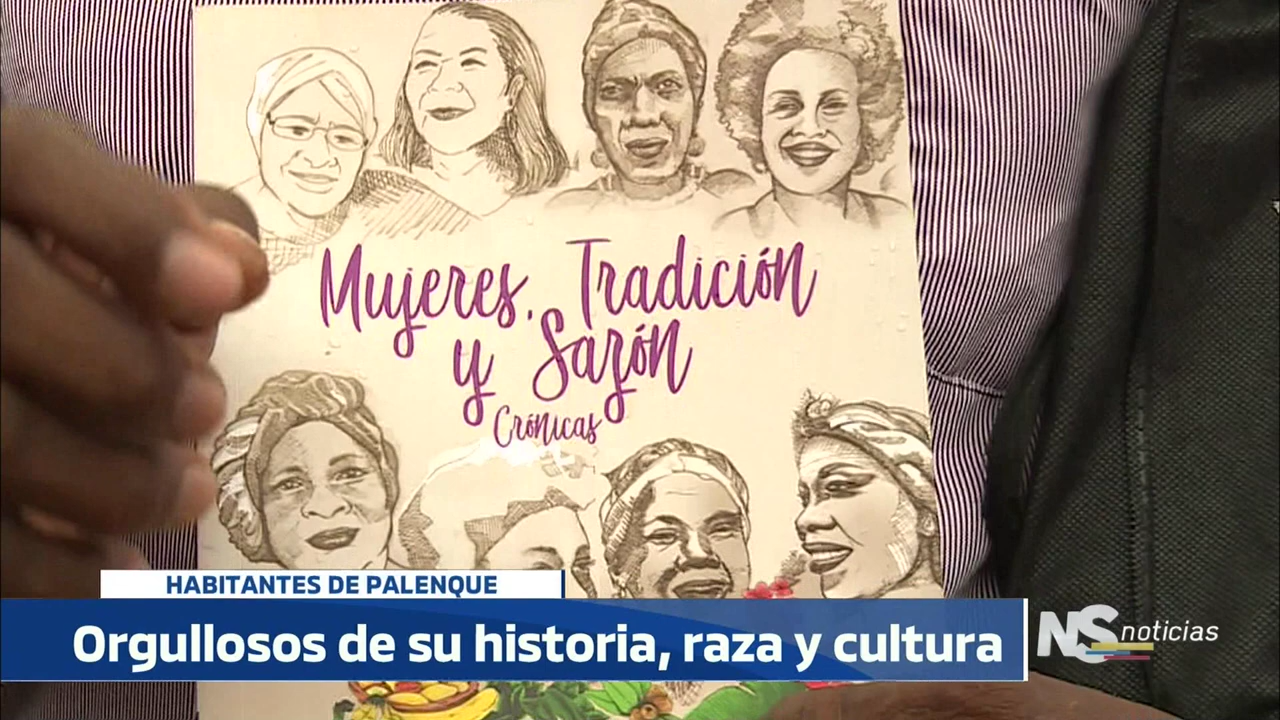 Mujeres, Tradición
y Sazón
Crónicas
HABITANTES DE PALENQUE
Orgullosos de su historia, raza y cultura
NS noticias